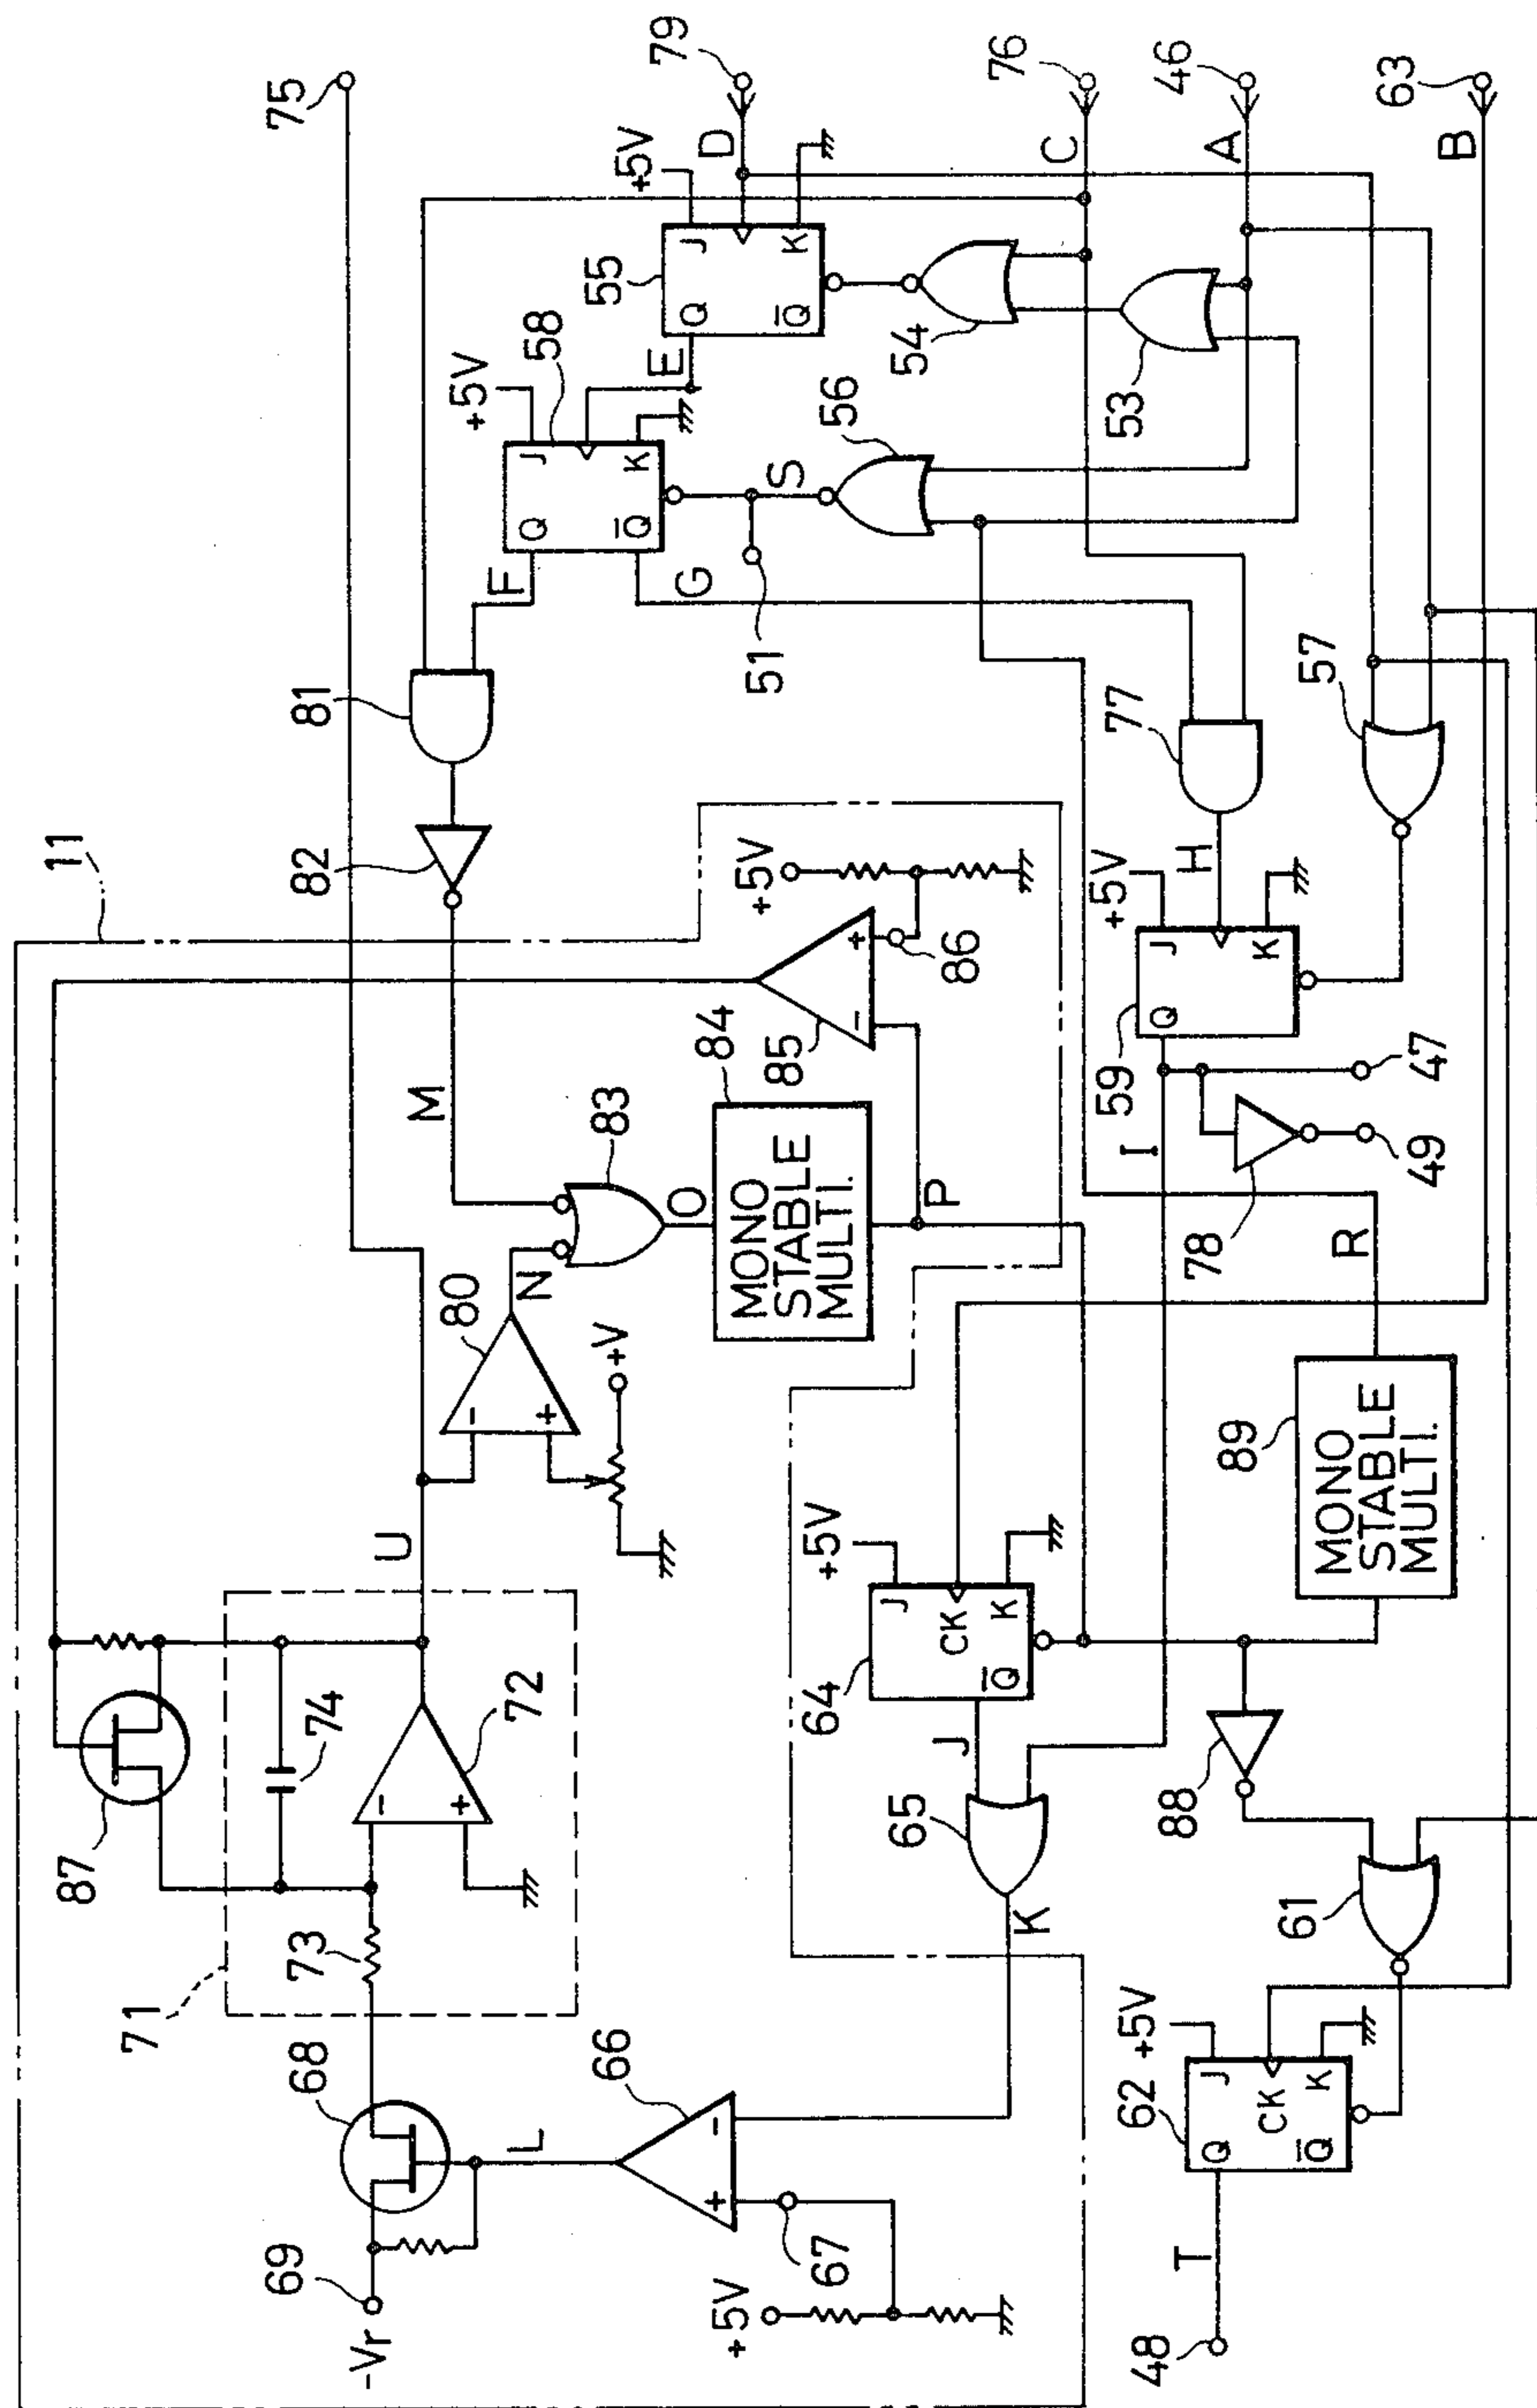 11
75
79
76
46
63
D
C
A
B
+5V
J
K
Q
Q̅
55
E
+5V
58
J
K
Q
Q̅
F
G
S
51
54
53
56
81
82
M
57
77
H
+5V
59
J
K
Q
I
47
49
78
+5V
86
85
+
−
84
MONO
STABLE
MULTI.
P
O
83
N
80
−
+
+V
U
R
89
MONO
STABLE
MULTI.
+5V
64
J
CK
K
Q̅
J
65
K
88
61
87
74
72
−
+
73
71
68
69
-Vr
L
66
−
+
67
+5V
+5V
62
J
CK
K
Q
Q̅
T
48